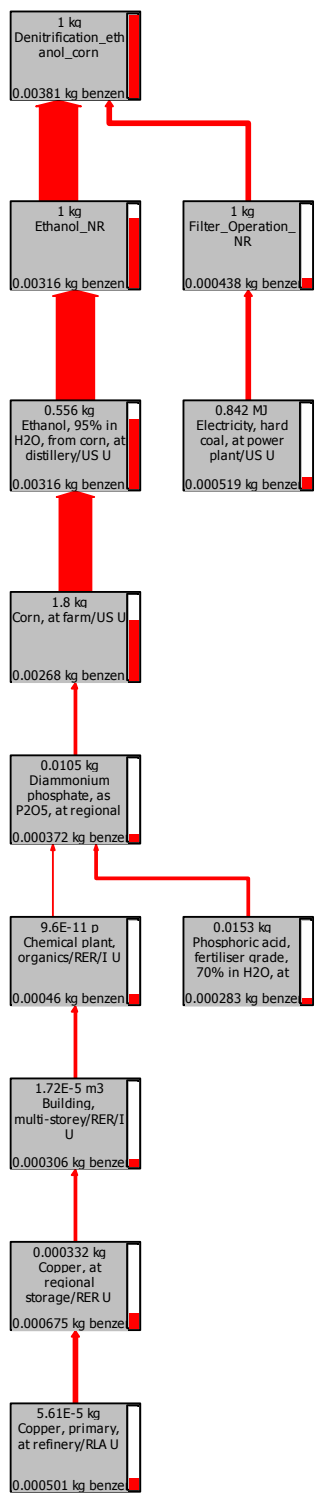 1 kg
Denitrification_eth
anol_corn
0.00381 kg benzen
1 kg
Ethanol_NR
0.00316 kg benzen
1 kg
Filter_Operation_
NR
0.000438 kg benzen
0.556 kg
Ethanol, 95% in
H2O, from corn, at
distillery/US U
0.00316 kg benzen
0.842 MJ
Electricity, hard
coal, at power
plant/US U
0.000519 kg benzen
1.8 kg
Corn, at farm/US U
0.00268 kg benzen
0.0105 kg
Diammonium
phosphate, as
P2O5, at regional
0.000372 kg benzen
9.6E-11 p
Chemical plant,
organics/RER/I U
0.00046 kg benzen
0.0153 kg
Phosphoric acid,
fertiliser grade,
70% in H2O, at
0.000283 kg benzen
1.72E-5 m3
Building,
multi-storey/RER/I
U
0.000306 kg benzen
0.000332 kg
Copper, at
regional
storage/RER U
0.000675 kg benzen
5.61E-5 kg
Copper, primary,
at refinery/RLA U
0.000501 kg benzen